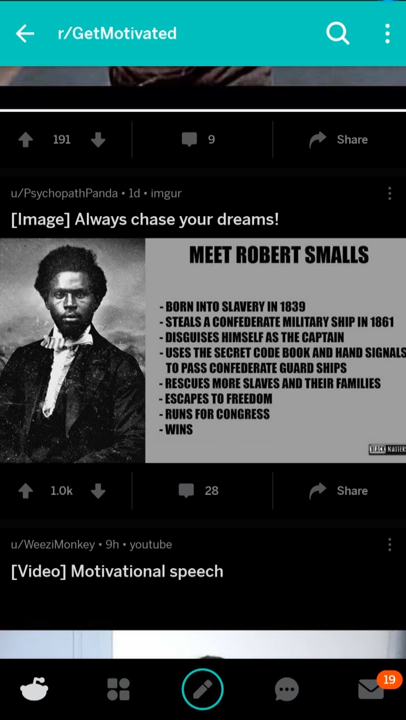 r/GetMotivated
191
9
Share
u/PsychopathPanda • 1d • imgur
[Image] Always chase your dreams!
MEET ROBERT SMALLS
- BORN INTO SLAVERY IN 1839
- STEALS A CONFEDERATE MILITARY SHIP IN 1861
- DISGUISES HIMSELF AS THE CAPTAIN
- USES THE SECRET CODE BOOK AND HAND SIGNALS
TO PASS CONFEDERATE GUARD SHIPS
- RESCUES MORE SLAVES AND THEIR FAMILIES
- ESCAPES TO FREEDOM
- RUNS FOR CONGRESS
- WINS
BLACK MATTERS
1.0k
28
Share
u/WeeziMonkey • 9h • youtube
[Video] Motivational speech
19